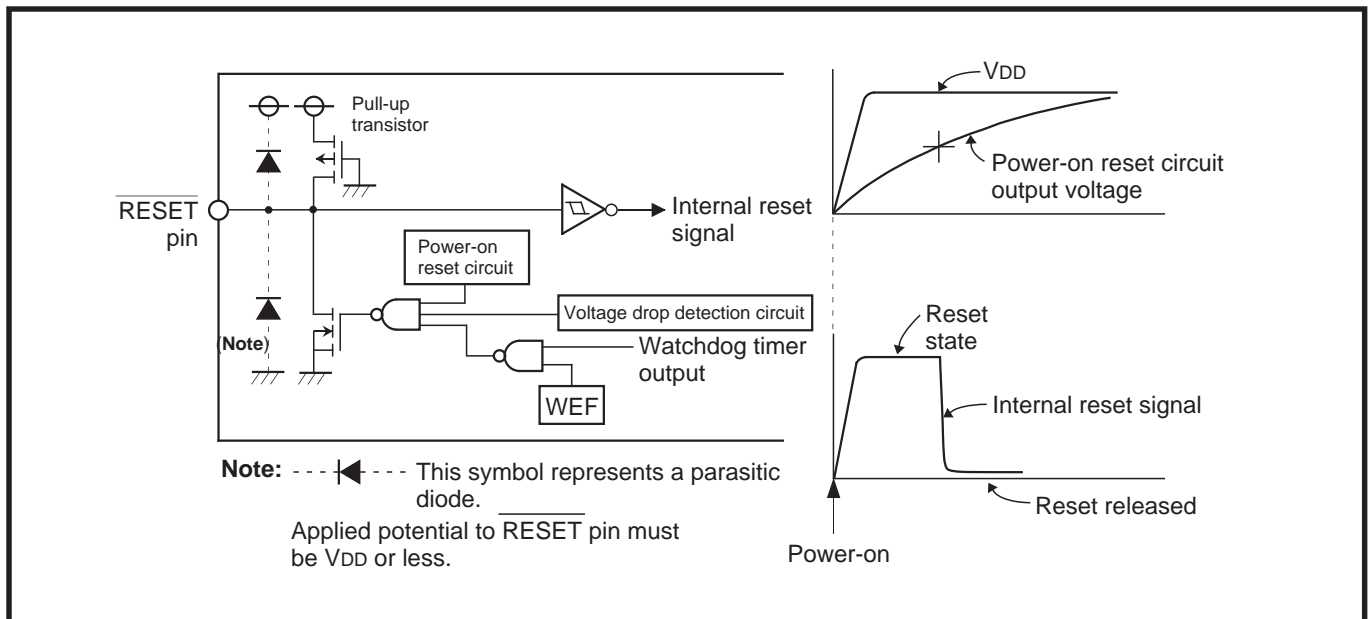 Pull-up
transistor
RESET
pin
Internal reset
signal
Power-on
reset circuit
Voltage drop detection circuit
(Note)
Watchdog timer
output
WEF
Note:
This symbol represents a parasitic
diode.
Applied potential to RESET pin must
be VDD or less.
VDD
Power-on reset circuit
output voltage
Reset
state
Internal reset signal
Reset released
Power-on